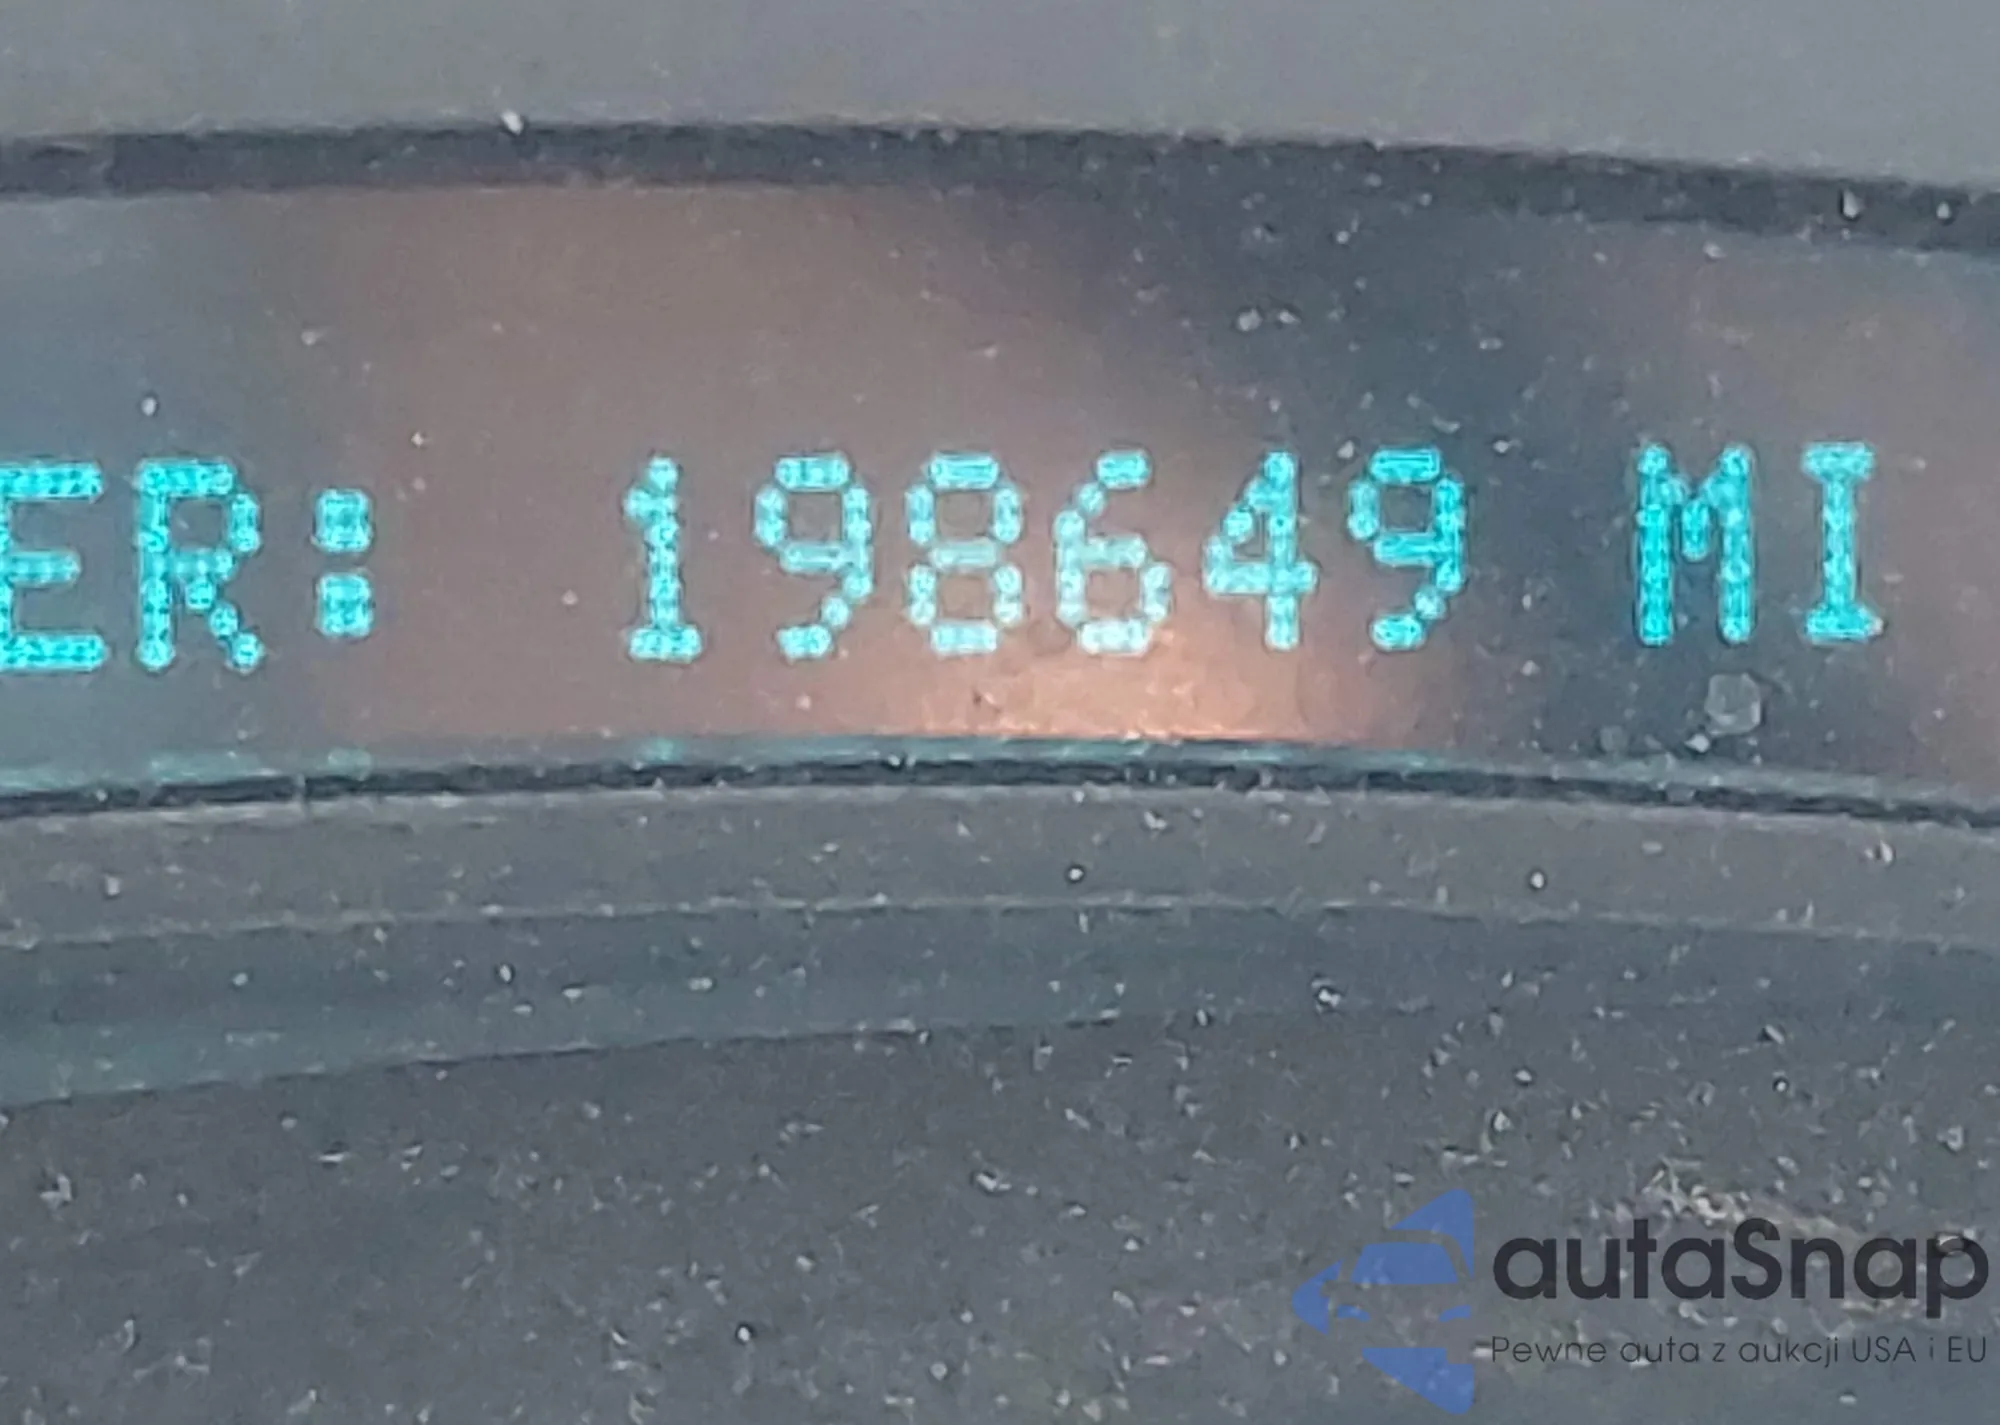 ER: 198649 MI
autaSnap
Pewne auta z aukcji USA i EU